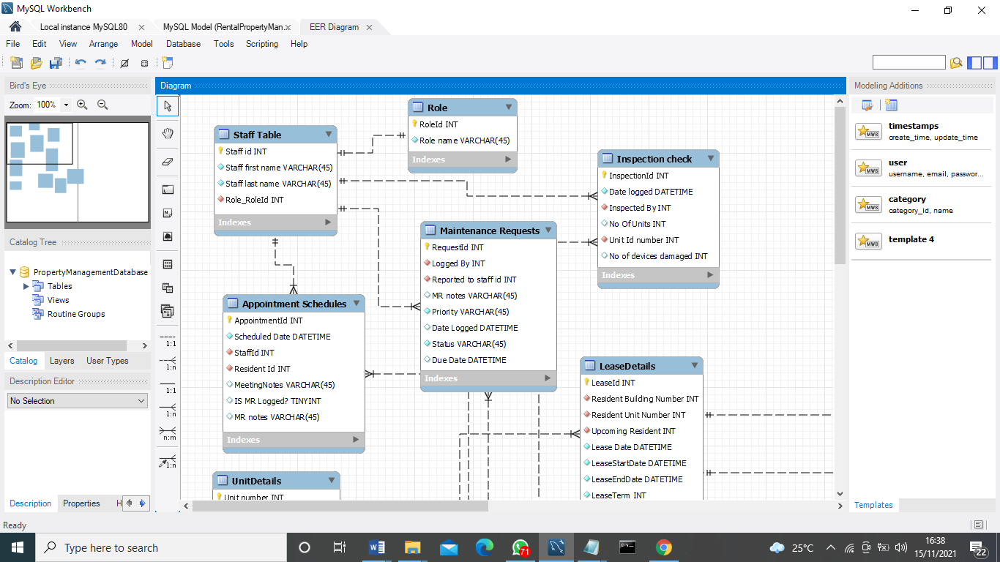 MySQL Workbench
Local instance MySQL80
MySQL Model (RentalPropertyMan...
EER Diagram
File Edit View Arrange Model Database Tools Scripting Help
Bird's Eye
Zoom: 100%
Catalog Tree
PropertyManagementDatabase
Tables
Views
Routine Groups
Catalog Layers User Types
Description Editor
No Selection
Description Properties H
Diagram
1:1
1:n
1:1
1:n
n:m
1:n
Role
RoleId INT
Role name VARCHAR(45)
Indexes
Staff Table
Staff id INT
Staff first name VARCHAR(45)
Staff last name VARCHAR(45)
Role_RoleId INT
Indexes
Inspection check
InspectionId INT
Date logged DATETIME
Inspected By INT
No Of Units INT
Unit Id number INT
No of devices damaged INT
Indexes
Maintenance Requests
RequestId INT
Logged By INT
Reported to staff id INT
MR notes VARCHAR(45)
Priority VARCHAR(45)
Date Logged DATETIME
Status VARCHAR(45)
Due Date DATETIME
Indexes
Appointment Schedules
AppointmentId INT
Scheduled Date DATETIME
StaffId INT
Resident Id INT
MeetingNotes VARCHAR(45)
IS MR Logged? TINYINT
MR notes VARCHAR(45)
Indexes
LeaseDetails
LeaseId INT
Resident Building Number INT
Resident Unit Number INT
Upcoming Resident INT
Lease Date DATETIME
LeaseStartDate DATETIME
LeaseEndDate DATETIME
LeaseTerm INT
UnitDetails
Unit number INT
Modeling Additions
MWB
timestamps
create_time, update_time
MWB
user
username, email, passwor...
MWB
category
category_id, name
MWB
template 4
Templates
Ready
Type here to search
71
25°C
16:38
15/11/2021
22